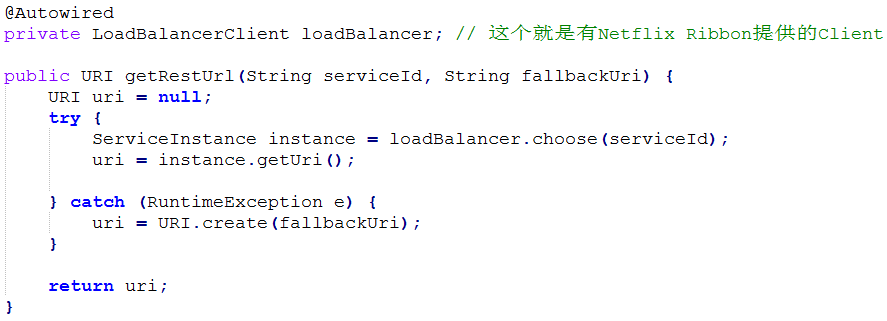 @Autowired
private LoadBalancerClient loadBalancer; // 这个就是有Netflix Ribbon提供的Client
public URI getRestUrl(String serviceId, String fallbackUri) {
URI uri = null;
try {
ServiceInstance instance = loadBalancer.choose(serviceId);
uri = instance.getUri();
} catch (RuntimeException e) {
uri = URI.create(fallbackUri);
}
return uri;
}